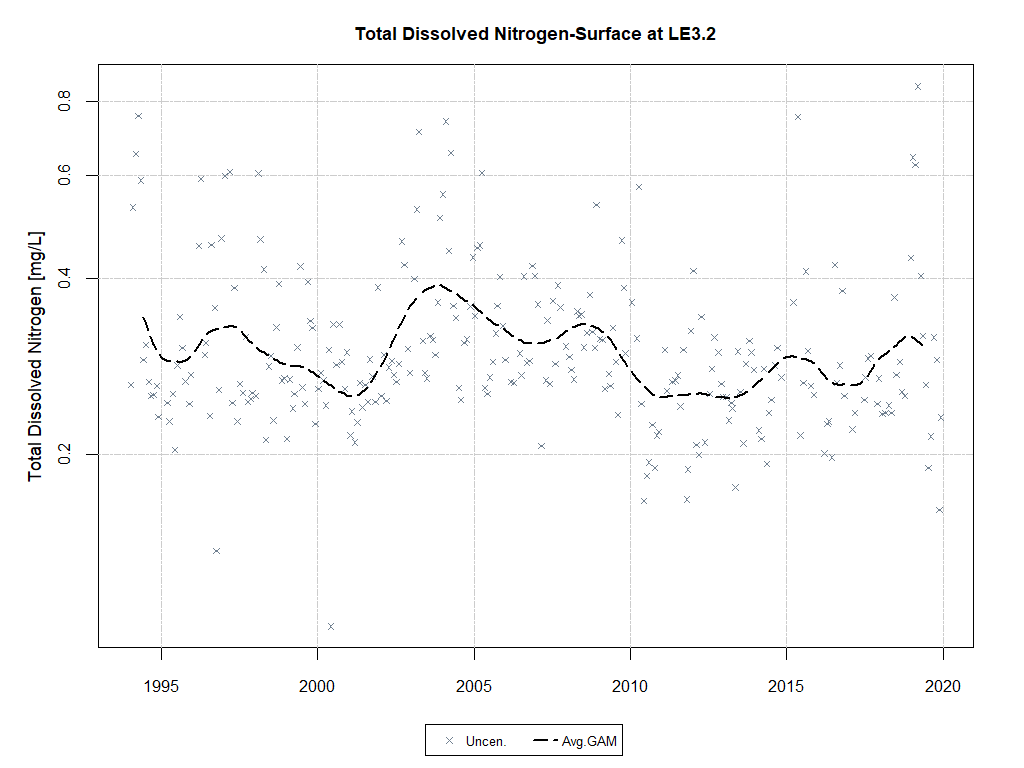 Total Dissolved Nitrogen-Surface at LE3.2
Total Dissolved Nitrogen [mg/L]
0.8
0.6
0.4
0.2
1995 2000 2005 2010 2015 2020
Uncen. Avg.GAM